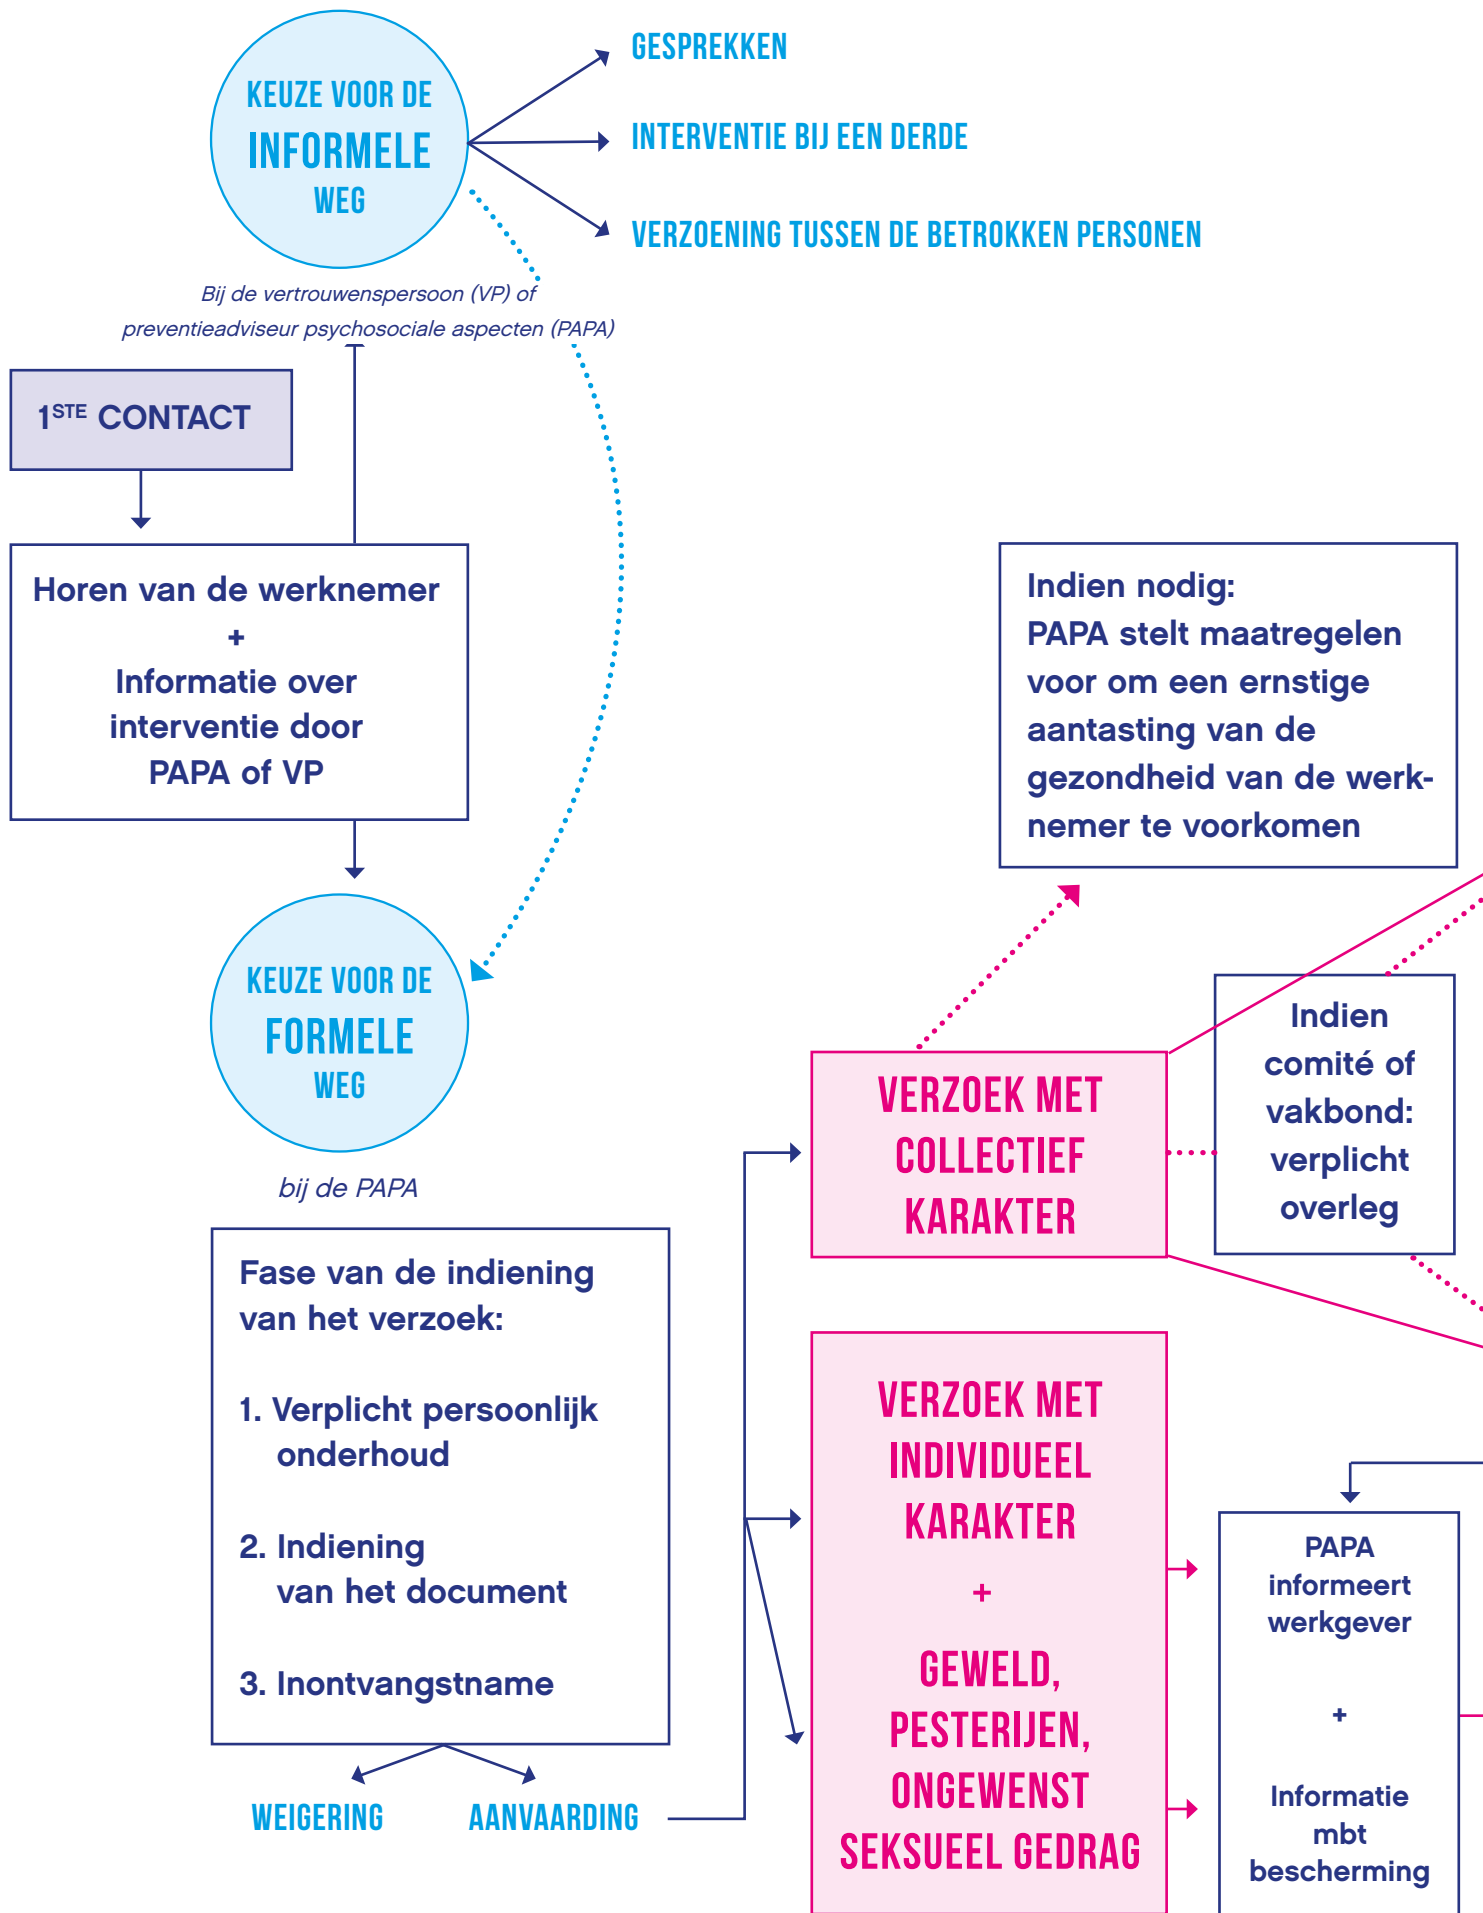 KEUZE VOOR DE
INFORMELE
WEG
GESPREKKEN
INTERVENTIE BIJ EEN DERDE
VERZOENING TUSSEN DE BETROKKEN PERSONEN
Bij de vertrouwenspersoon (VP) of
preventieadviseur psychosociale aspecten (PAPA)
1STE CONTACT
Horen van de werknemer
+
Informatie over
interventie door
PAPA of VP
KEUZE VOOR DE
FORMELE
WEG
bij de PAPA
Fase van de indiening
van het verzoek:
1. Verplicht persoonlijk
onderhoud
2. Indiening
van het document
3. Inontvangstname
WEIGERING
AANVAARDING
Indien nodig:
PAPA stelt maatregelen
voor om een ernstige
aantasting van de
gezondheid van de werk-
nemer te voorkomen
VERZOEK MET
COLLECTIEF
KARAKTER
Indien
comité of
vakbond:
verplicht
overleg
VERZOEK MET
INDIVIDUEEL
KARAKTER
+
GEWELD,
PESTERIJEN,
ONGEWENST
SEKSUEEL GEDRAG
PAPA
informeert
werkgever
+
Informatie
mbt
bescherming